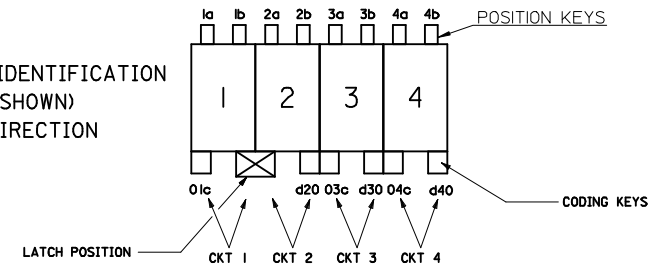 1a 1b 2a 2b 3a 3b 4a 4b
POSITION KEYS
IDENTIFICATION
SHOWN)
IRECTION
1 2 3 4
01c d20 03c d30 04c d40
CODING KEYS
LATCH POSITION
CKT 1 CKT 2 CKT 3 CKT 4